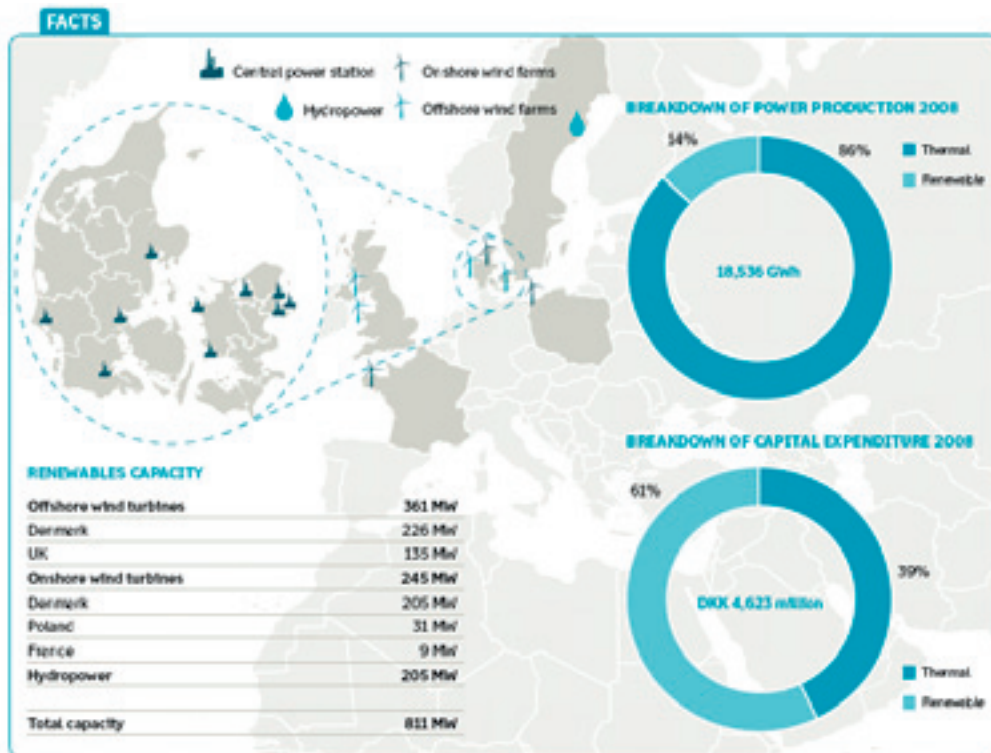 FACTS
Central power station
Onshore wind farms
Hydropower
Offshore wind farms
BREAKDOWN OF POWER PRODUCTION 2008
14%
86%
Thermal
Renewable
18,536 GWh
BREAKDOWN OF CAPITAL EXPENDITURE 2008
61%
39%
DKK 4,623 million
Thermal
Renewable
RENEWABLES CAPACITY
Offshore wind turbines 361 MW
Denmark 226 MW
UK 135 MW
Onshore wind turbines 245 MW
Denmark 205 MW
Poland 31 MW
France 9 MW
Hydropower 205 MW
Total capacity 811 MW